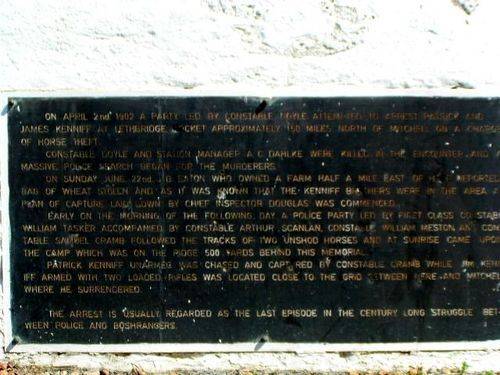 ON APRIL 2ND 1902 A PARTY LED BY CONSTABLE DOYLE ATTEMPTED TO ARREST PATRICK AND
JAMES KENNIFF AT LETHBRIDGE POCKET APPROXIMATELY 150 MILES NORTH OF MITCHELL ON A CHARGE
OF HORSE THEFT.
CONSTABLE DOYLE AND STATION MANAGER A.C. DAHLKE WERE KILLED IN THE ENCOUNTER AND
MASSIVE POLICE SEARCH BEGAN FOR THE MURDERERS.
ON SUNDAY JUNE 22ND EATON WHO OWNED A FARM HALF A MILE EAST OF REPORTED
BAG OF WHEAT STOLEN AND AS IT WAS KNOWN THAT THE KENNIFF BROTHERS WERE IN THE AREA A
PLAN OF CAPTURE LAID DOWN BY CHIEF INSPECTOR DOUGLAS WAS COMMENCED.
EARLY ON THE MORNING OF THE FOLLOWING DAY A POLICE PARTY LED BY FIRST CLASS CONSTABLE
WILLIAM TASKER ACCOMPANIED BY CONSTABLE ARTHUR SCANLAN, CONSTABLE WILLIAM MESTON AND CONS
TABLE SAMUEL CRAMB FOLLOWED THE TRACKS OF TWO UNSHOD HORSES AND AT SUNRISE CAME UPON
THE CAMP WHICH WAS ON THE RIDGE 500 YARDS BEHIND THIS MEMORIAL.
PATRICK KENNIFF UNARMED WAS CHASED AND CAPTURED BY CONSTABLE CRAMB WHILE JIM KENN
IFF ARMED WITH TWO LOADED RIFLES WAS LOCATED CLOSE TO THE GRID BETWEEN HERE AND MITCHELL
WHERE HE SURRENDERED.
THE ARREST IS USUALLY REGARDED AS THE LAST EPISODE IN THE CENTURY LONG STRUGGLE BET-
WEEN POLICE AND BUSHRANGERS.